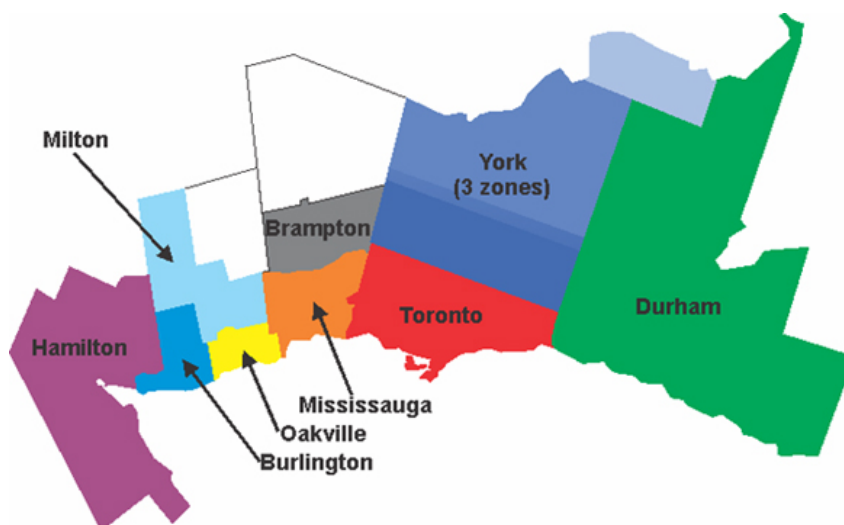 Milton
York
(3 zones)
Brampton
Durham
Toronto
Hamilton
Mississauga
Oakville
Burlington